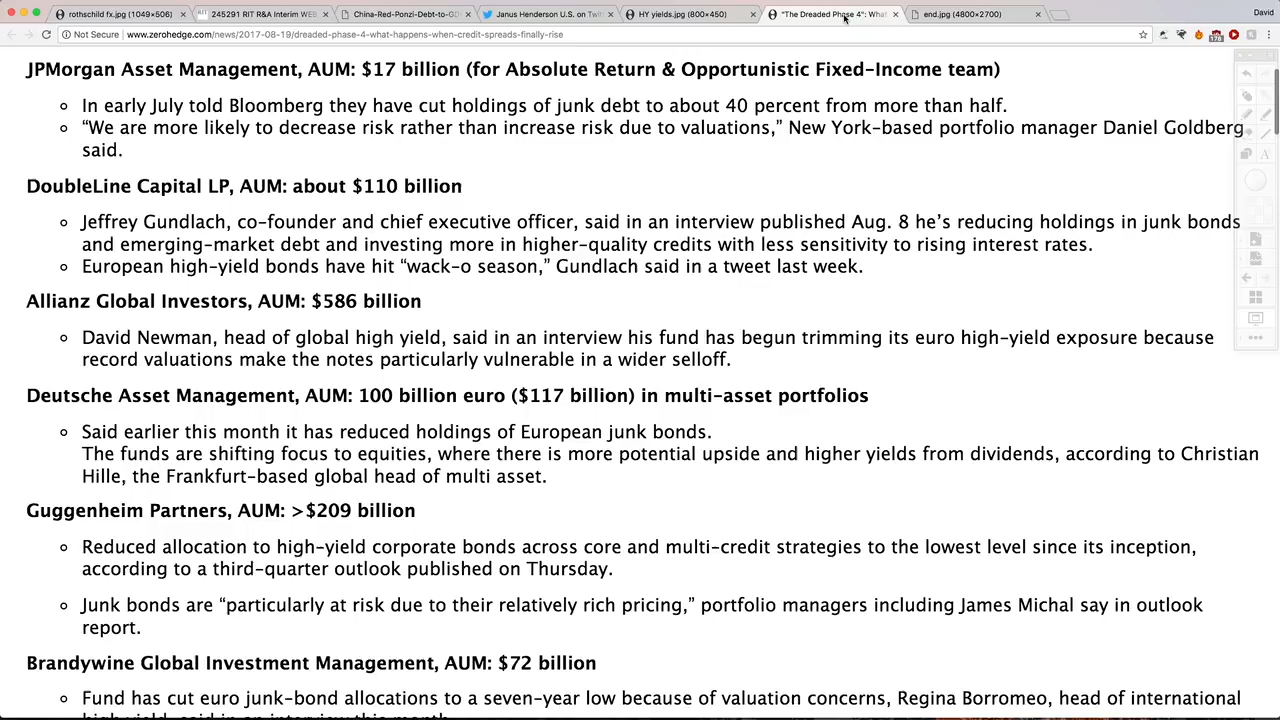 rothschild fx.jpg (1049×506)
245291 RIT R&A Interim WEB
China-Red-Ponzi-Debt-to-GD
Janus Henderson U.S. on Twitt
HY yields.jpg (800×450)
"The Dreaded Phase 4": What
end.jpg (4800×2700)
David
Not Secure
www.zerohedge.com/news/2017-08-19/dreaded-phase-4-what-happens-when-credit-spreads-finally-rise
JPMorgan Asset Management, AUM: $17 billion (for Absolute Return & Opportunistic Fixed-Income team)
In early July told Bloomberg they have cut holdings of junk debt to about 40 percent from more than half.
“We are more likely to decrease risk rather than increase risk due to valuations,” New York-based portfolio manager Daniel Goldberg
said.
DoubleLine Capital LP, AUM: about $110 billion
Jeffrey Gundlach, co-founder and chief executive officer, said in an interview published Aug. 8 he’s reducing holdings in junk bonds
and emerging-market debt and investing more in higher-quality credits with less sensitivity to rising interest rates.
European high-yield bonds have hit “wack-o season,” Gundlach said in a tweet last week.
Allianz Global Investors, AUM: $586 billion
David Newman, head of global high yield, said in an interview his fund has begun trimming its euro high-yield exposure because
record valuations make the notes particularly vulnerable in a wider selloff.
Deutsche Asset Management, AUM: 100 billion euro ($117 billion) in multi-asset portfolios
Said earlier this month it has reduced holdings of European junk bonds.
The funds are shifting focus to equities, where there is more potential upside and higher yields from dividends, according to Christian
Hille, the Frankfurt-based global head of multi asset.
Guggenheim Partners, AUM: >$209 billion
Reduced allocation to high-yield corporate bonds across core and multi-credit strategies to the lowest level since its inception,
according to a third-quarter outlook published on Thursday.
Junk bonds are “particularly at risk due to their relatively rich pricing,” portfolio managers including James Michal say in outlook
report.
Brandywine Global Investment Management, AUM: $72 billion
Fund has cut euro junk-bond allocations to a seven-year low because of valuation concerns, Regina Borromeo, head of international
high yield, said in an interview this month.